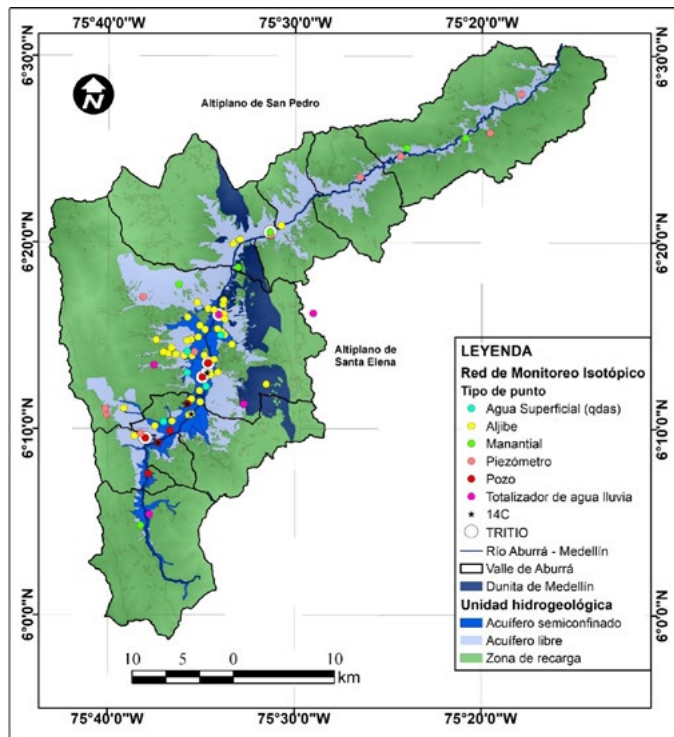 75°40'0"W 75°30'0"W 75°20'0"W
6°30'0"N 6°30'0"N
N
Altiplano de San Pedro
6°20'0"N 6°20'0"N
Altiplano de
Santa Elena
6°10'0"N 6°10'0"N
6°0'0"N 6°0'0"N
LEYENDA
Red de Monitoreo Isotópico
Tipo de punto
Agua Superficial (qdas)
Aljibe
Manantial
Piezómetro
Pozo
Totalizador de agua lluvia
14C
TRITIO
Río Aburrá - Medellín
Valle de Aburrá
Dunita de Medellín
Unidad hidrogeológica
Acuífero semiconfinado
Acuífero libre
Zona de recarga
10 5 0 10
km
75°40'0"W 75°30'0"W 75°20'0"W